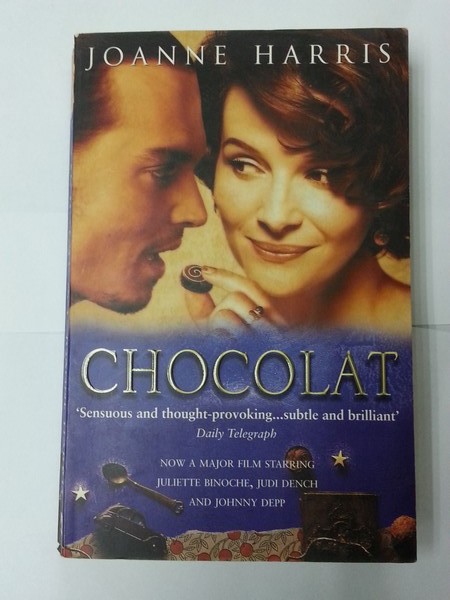 JOANNE HARRIS
CHOCOLAT
'Sensuous and thought-provoking...subtle and brilliant'
Daily Telegraph
NOW A MAJOR FILM STARRING
JULIETTE BINOCHE, JUDI DENCH
AND JOHNNY DEPP